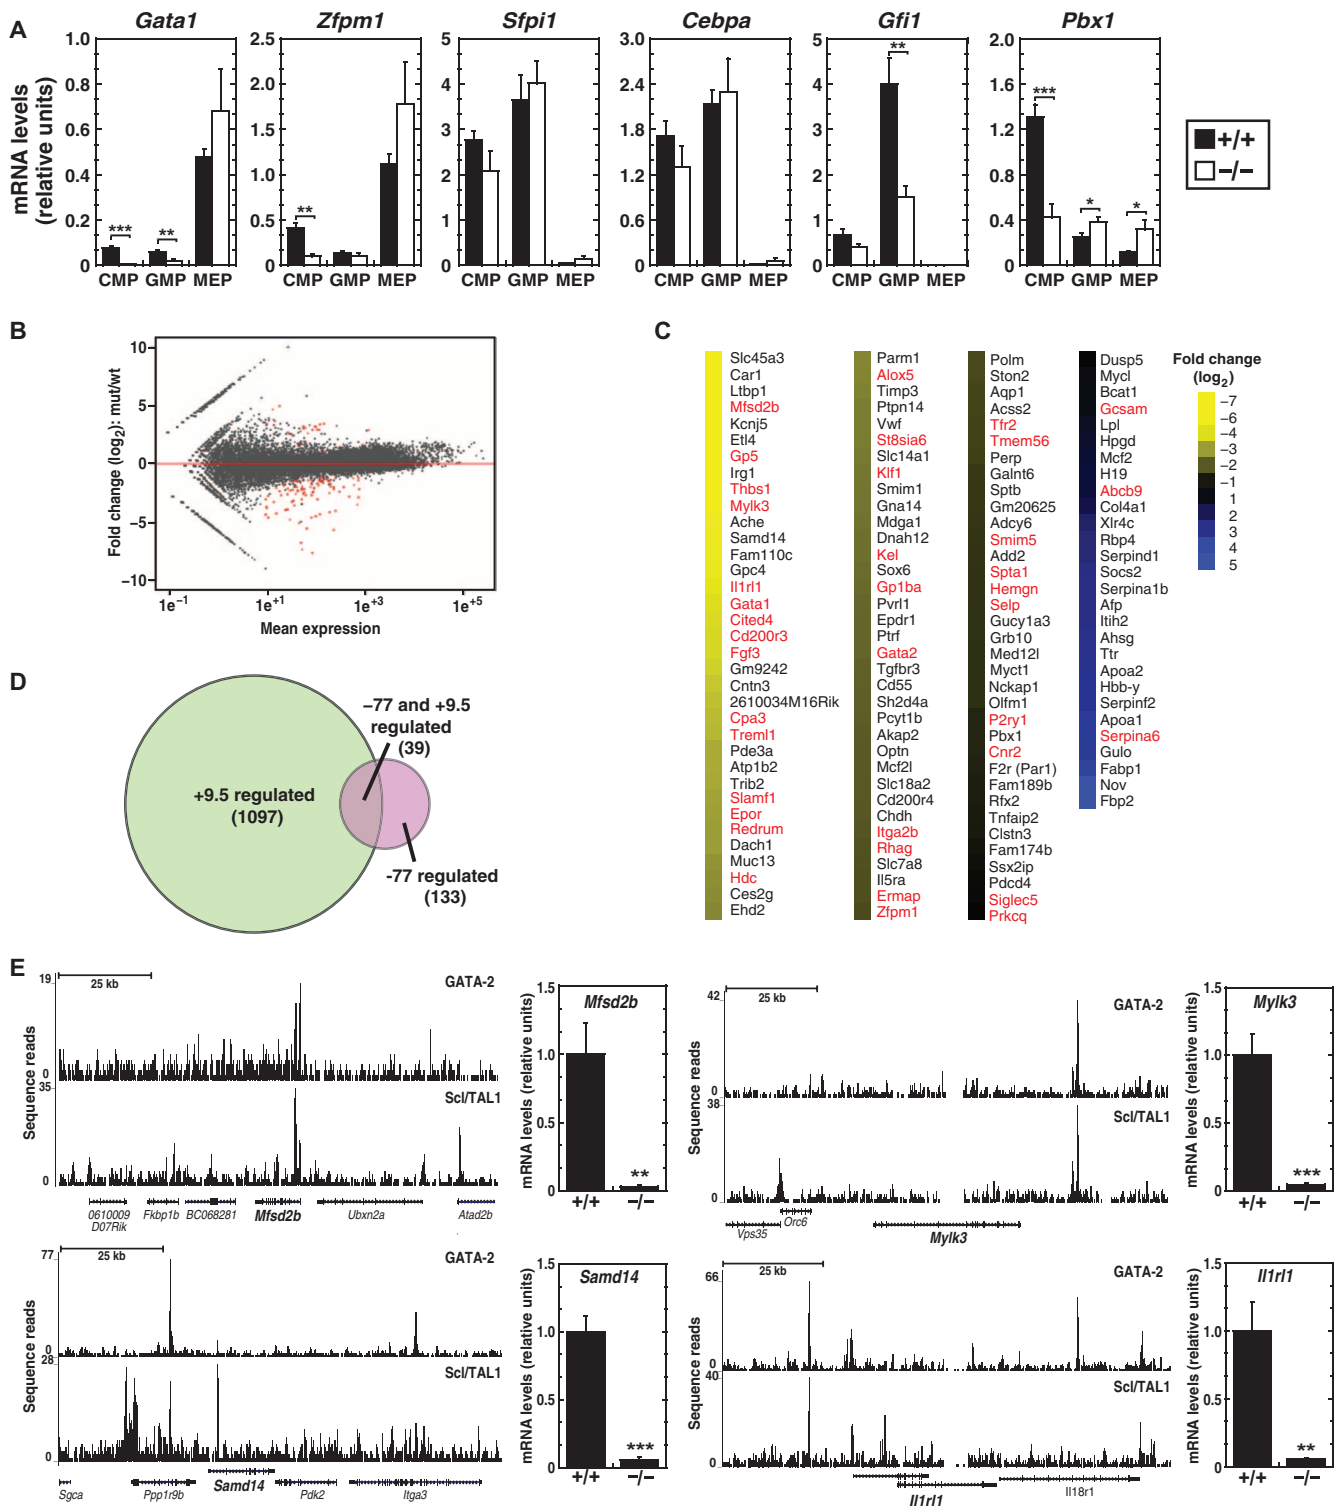 A
Gata1
Zfpm1
Sfpi1
Cebpa
Gfi1
Pbx1
mRNA levels
(relative units)
1.0
0.8
0.6
0.4
0.2
0
***
**
CMP GMP MEP
2.5
2.0
1.5
1.0
0.5
0
**
CMP GMP MEP
5
4
3
2
1
0
CMP GMP MEP
3.0
2.4
1.8
1.2
0.6
0
CMP GMP MEP
5
4
3
2
1
0
**
CMP GMP MEP
2.0
1.6
1.2
0.8
0.4
0
***
*
*
CMP GMP MEP
+/+
−/−
B
Fold change (log2): mut/wt
10
5
0
−5
−10
1e−1
1e+1
1e+3
1e+5
Mean expression
C
Slc45a3
Car1
Ltbp1
Mfsd2b
Kcnj5
Etl4
Gp5
Irg1
Thbs1
Mylk3
Ache
Samd14
Fam110c
Gpc4
Il1rl1
Gata1
Cited4
Cd200r3
Fgf3
Gm9242
Cntn3
2610034M16Rik
Cpa3
Treml1
Pde3a
Atp1b2
Trib2
Slamf1
Epor
Redrum
Dach1
Muc13
Hdc
Ces2g
Ehd2
Parm1
Alox5
Timp3
Ptpn14
Vwf
St8sia6
Slc14a1
Klf1
Smim1
Gna14
Mdga1
Dnah12
Kel
Sox6
Gp1ba
Pvrl1
Epdr1
Ptrf
Gata2
Tgfbr3
Cd55
Sh2d4a
Pcyt1b
Akap2
Optn
Mcf2l
Slc18a2
Cd200r4
Chdh
Itga2b
Rhag
Slc7a8
Il5ra
Ermap
Zfpm1
Polm
Ston2
Aqp1
Acss2
Tfr2
Tmem56
Perp
Galnt6
Sptb
Gm20625
Adcy6
Smim5
Add2
Spta1
Hemgn
Selp
Gucy1a3
Grb10
Med12l
Myct1
Nckap1
Olfm1
P2ry1
Pbx1
Cnr2
F2r (Par1)
Fam189b
Rfx2
Tnfaip2
Clstn3
Fam174b
Ssx2ip
Pdcd4
Siglec5
Prkcq
Dusp5
Mycl
Bcat1
Gcsam
Lpl
Hpgd
Mcf2
H19
Abcb9
Col4a1
Xlr4c
Rbp4
Serpind1
Socs2
Serpina1b
Afp
Itih2
Ahsg
Ttr
Apoa2
Hbb-y
Serpinf2
Apoa1
Serpina6
Gulo
Fabp1
Nov
Fbp2
Fold change
(log2)
−7
−6
−4
−3
−2
−1
1
2
3
4
5
D
−77 and +9.5
regulated
(39)
+9.5 regulated
(1097)
-77 regulated
(133)
E
Sequence reads
25 kb
19
0
GATA-2
35
0
Scl/TAL1
0610009
D07Rik
Fkbp1b
BC068281
Mfsd2b
Ubxn2a
Atad2b
mRNA levels (relative units)
1.5
1.0
0.5
0
Mfsd2b
**
+/+ −/−
Sequence reads
25 kb
42
0
GATA-2
38
0
Scl/TAL1
Vps35
Orc6
Mylk3
mRNA levels (relative units)
1.5
1.0
0.5
0
Mylk3
***
+/+ −/−
Sequence reads
25 kb
77
0
GATA-2
28
0
Scl/TAL1
Sgca
Ppp1r9b
Samd14
Pdk2
Itga3
mRNA levels (relative units)
1.5
1.0
0.5
0
Samd14
***
+/+ −/−
Sequence reads
25 kb
66
0
GATA-2
40
0
Scl/TAL1
Il1rl1
Il18r1
mRNA levels (relative units)
1.5
1.0
0.5
0
Il1rl1
**
+/+ −/−